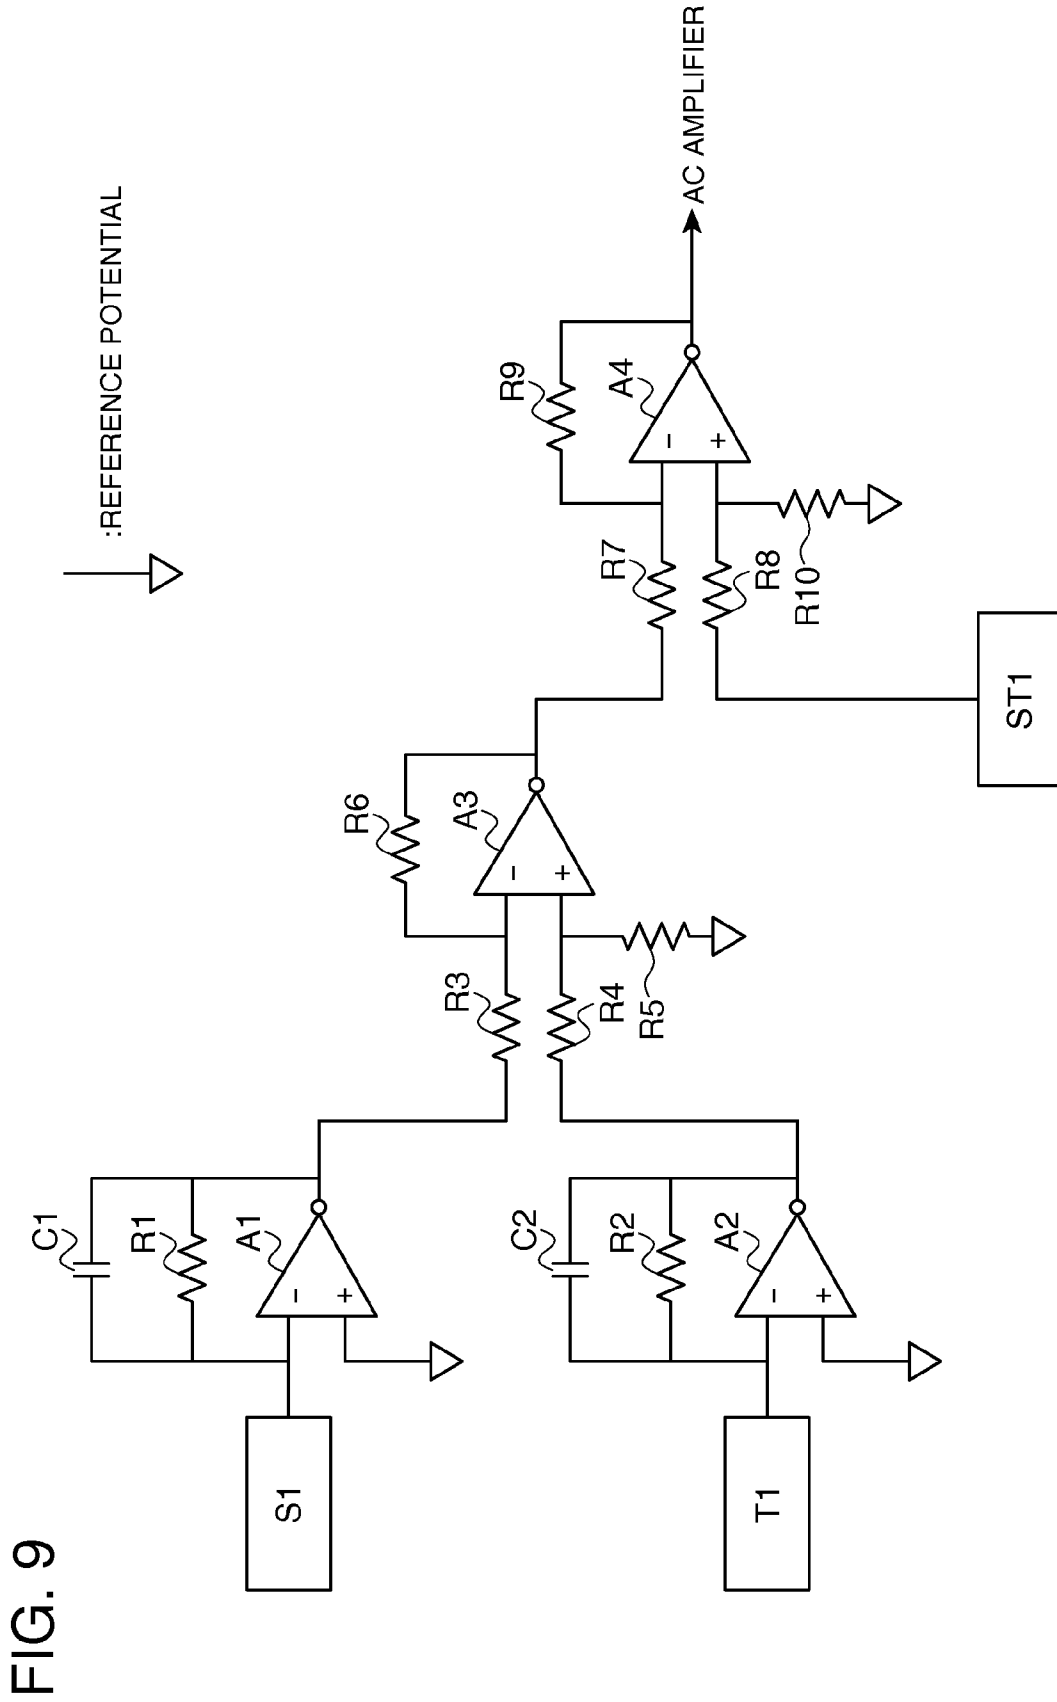 FIG. 9
:REFERENCE POTENTIAL
C1
R1
A1
−
+
S1
C2
R2
A2
−
+
T1
R3
R4
R5
R6
A3
−
+
R7
R8
R10
R9
A4
−
+
AC AMPLIFIER
ST1